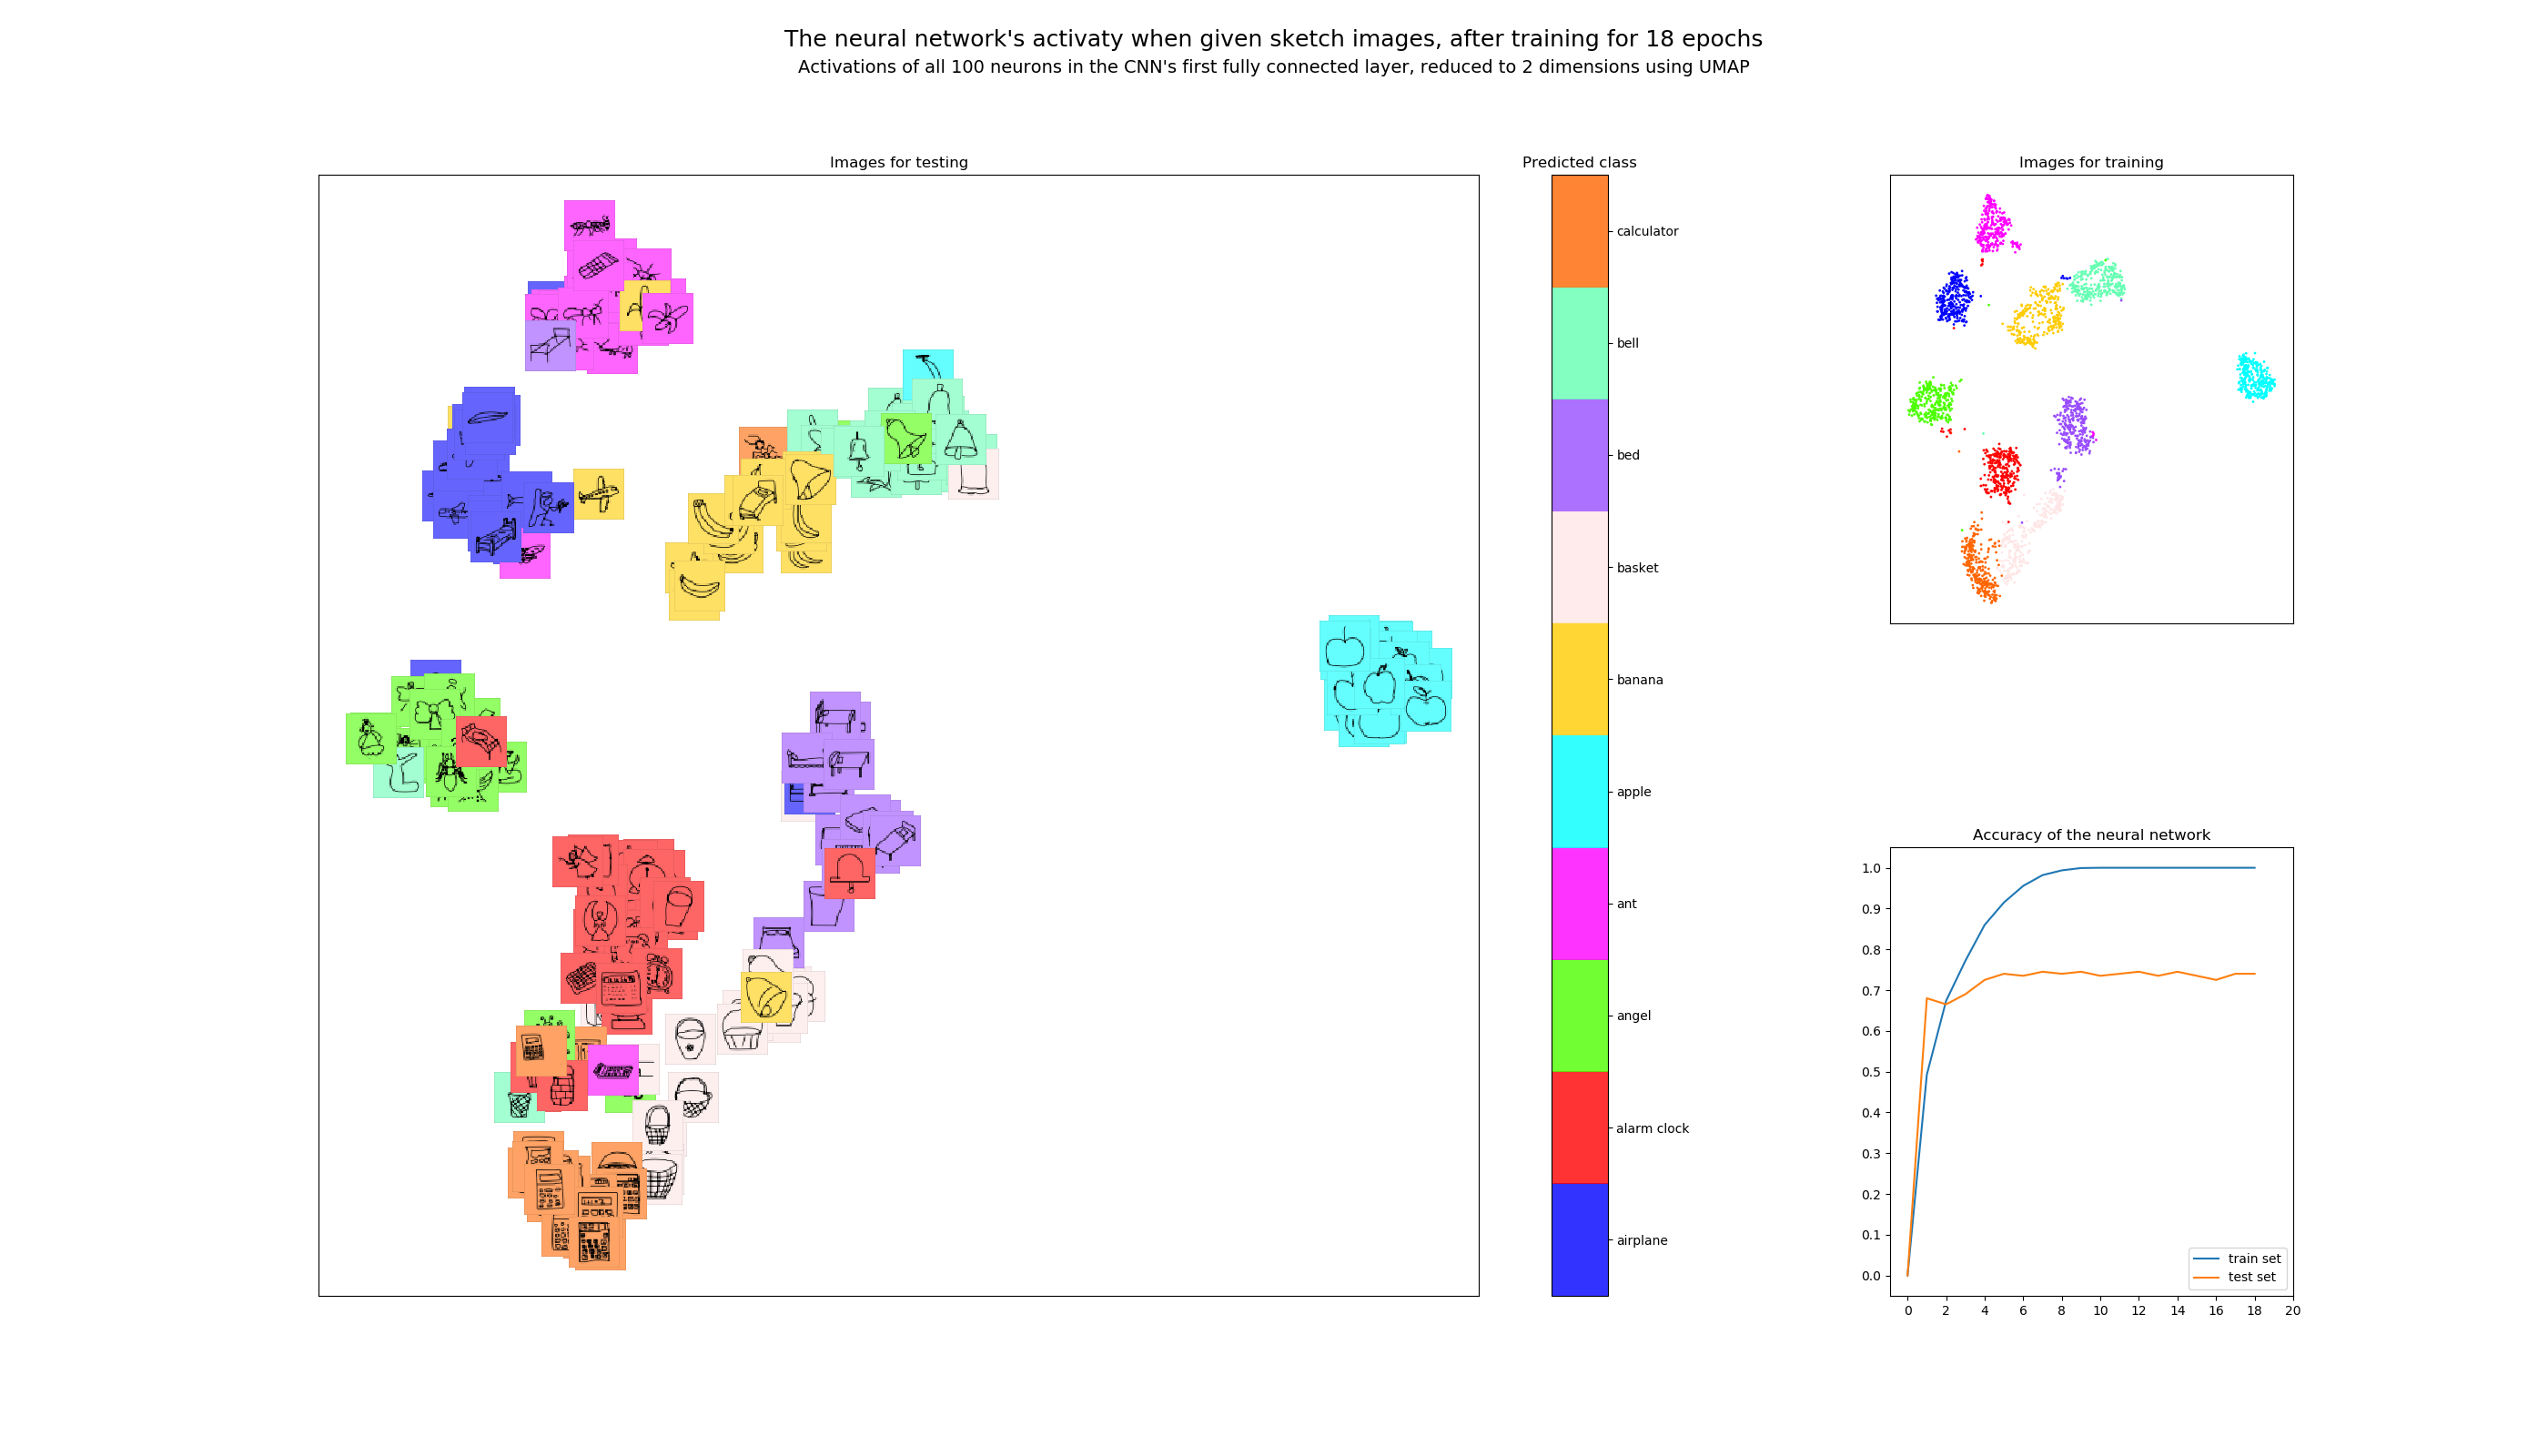 The neural network's activaty when given sketch images, after training for 18 epochs
Activations of all 100 neurons in the CNN's first fully connected layer, reduced to 2 dimensions using UMAP
Images for testing
Predicted class
calculator
bell
bed
basket
banana
apple
ant
angel
alarm clock
airplane
Images for training
Accuracy of the neural network
1.0
0.9
0.8
0.7
0.6
0.5
0.4
0.3
0.2
0.1
0.0
train set
test set
0 2 4 6 8 10 12 14 16 18 20